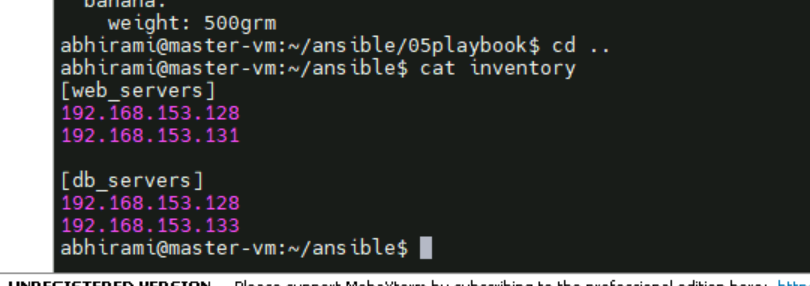 banana:
weight: 500grm
abhirami@master-vm:~/ansible/05playbook$ cd ..
abhirami@master-vm:~/ansible$ cat inventory
[web_servers]
192.168.153.128
192.168.153.131
[db_servers]
192.168.153.128
192.168.153.133
abhirami@master-vm:~/ansible$
UNREGISTERED VERSION - Please support MobaXterm by subscribing to the professional edition here: http